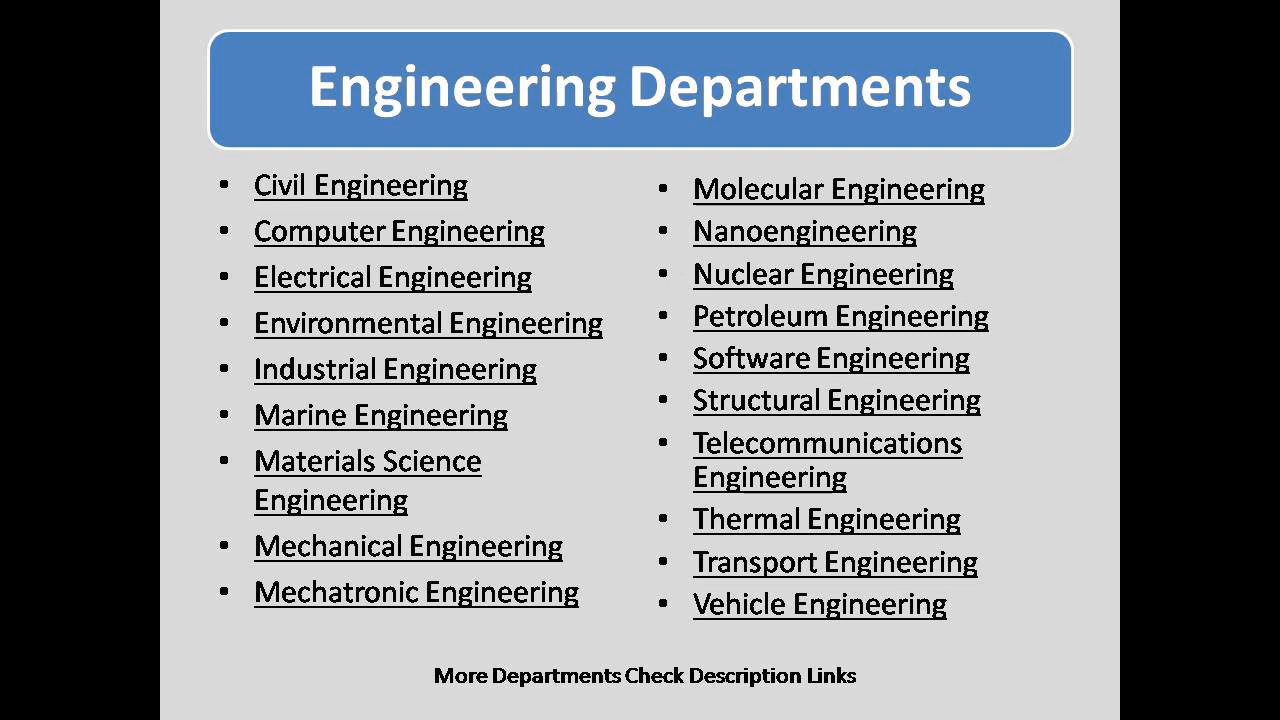 Engineering Departments
• Civil Engineering
• Computer Engineering
• Electrical Engineering
• Environmental Engineering
• Industrial Engineering
• Marine Engineering
• Materials Science
Engineering
• Mechanical Engineering
• Mechatronic Engineering
• Molecular Engineering
• Nanoengineering
• Nuclear Engineering
• Petroleum Engineering
• Software Engineering
• Structural Engineering
• Telecommunications
Engineering
• Thermal Engineering
• Transport Engineering
• Vehicle Engineering
More Departments Check Description Links